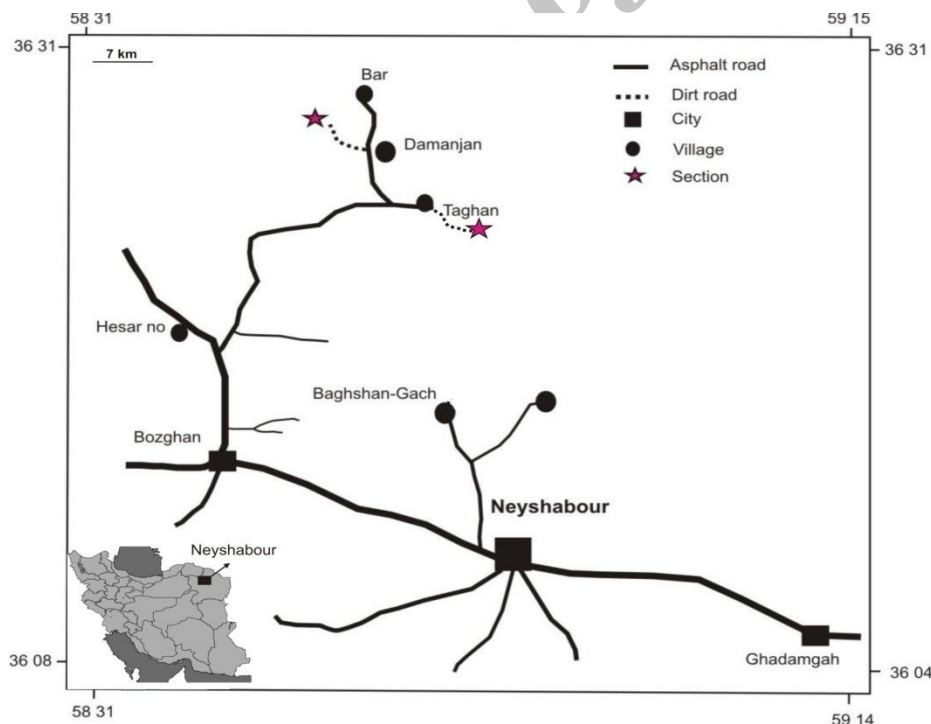 58 31
59 15
36 31
36 31
7 km
Asphalt road
Dirt road
City
Village
Section
Bar
Damanjan
Taghan
Hesar no
Baghshan-Gach
Bozghan
Neyshabour
Neyshabour
Ghadamgah
36 08
36 04
58 31
59 14